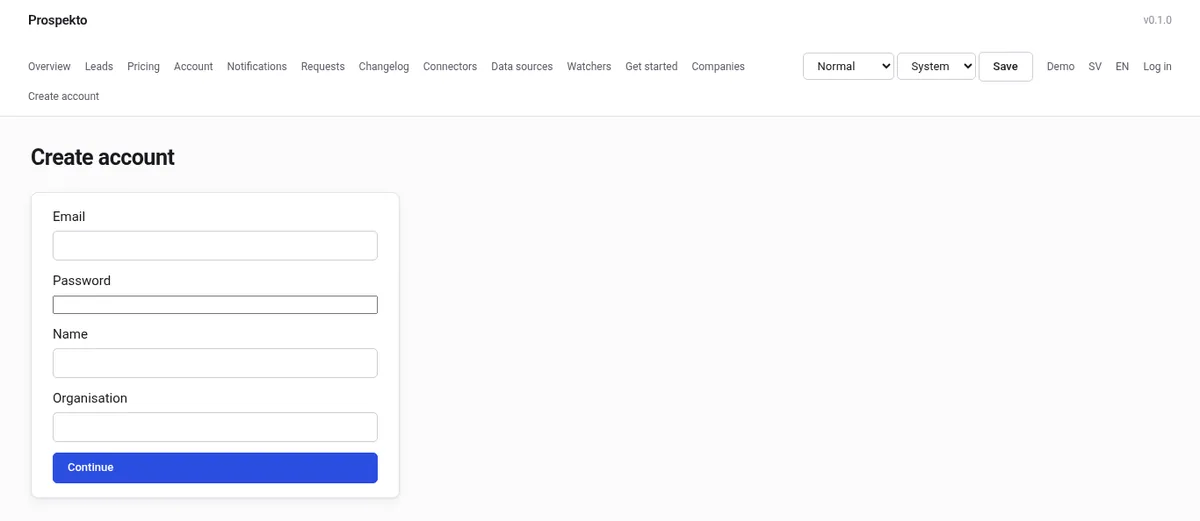 Prospekto
v0.1.0
Overview Leads Pricing Account Notifications Requests Changelog Connectors Data sources Watchers Get started Companies Normal System Save Demo SV EN Log in
Create account
Create account
Email
Password
Name
Organisation
Continue